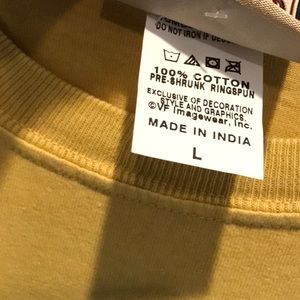 DO NOT IRON IF DEC
100% COTTON
PRE-SHRUNK RINGSPUN
EXCLUSIVE OF DECORATION
STYLE AND GRAPHICS.
©VF Imagewear, Inc.
MADE IN INDIA
L